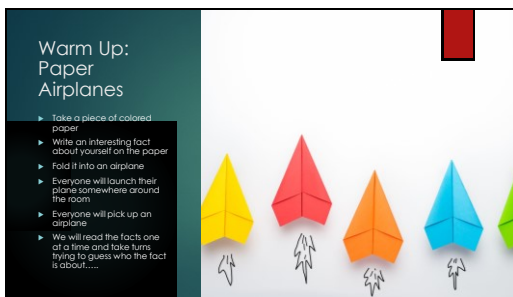 Warm Up:
Paper
Airplanes
▶ Take a piece of colored
paper
▶ Write an interesting fact
about yourself on the paper
▶ Fold it into an airplane
▶ Everyone will launch their
plane somewhere around
the room
▶ Everyone will pick up an
airplane
▶ We will read the facts one
at a time and take turns
trying to guess who the fact
is about.....